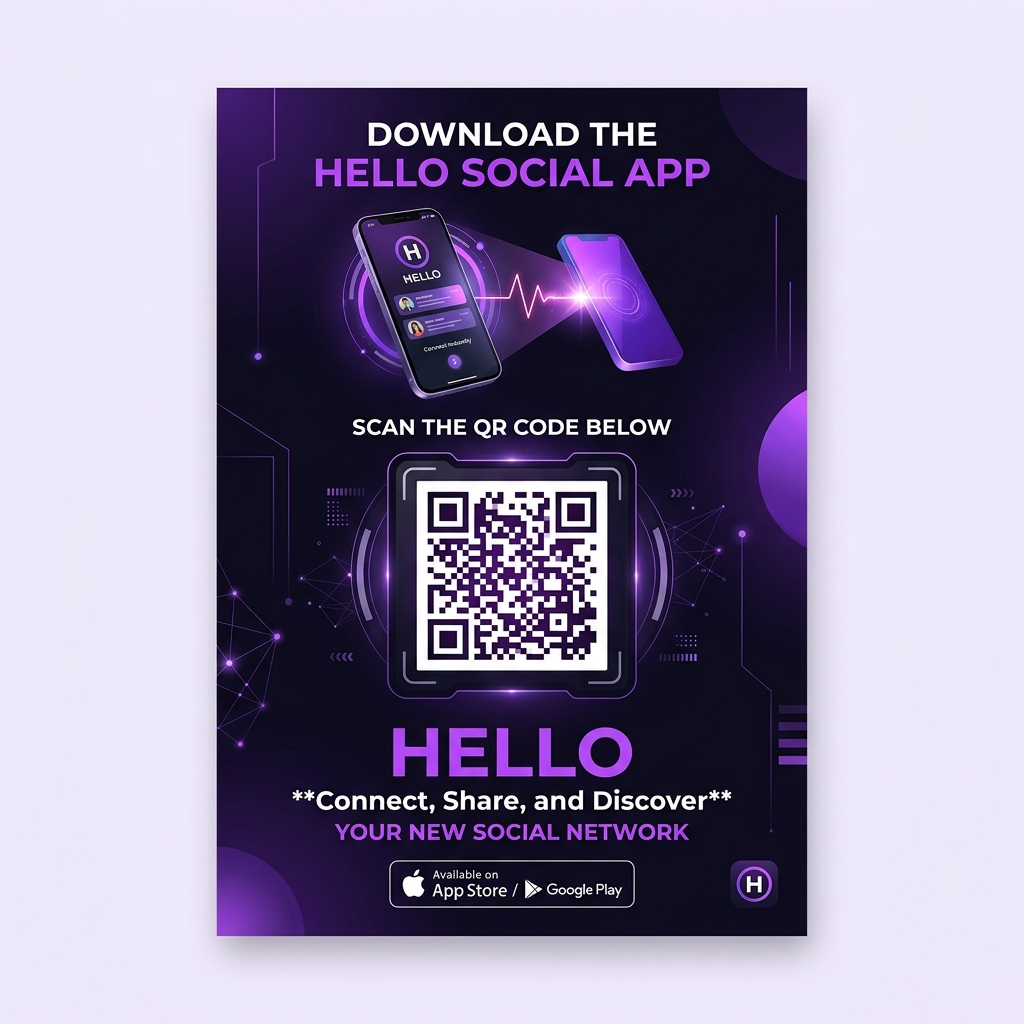 DOWNLOAD THE
HELLO SOCIAL APP
H
HELLO
Connect
SCAN THE QR CODE BELOW
HELLO
**Connect, Share, and Discover**
YOUR NEW SOCIAL NETWORK
Available on
App Store / Google Play
H